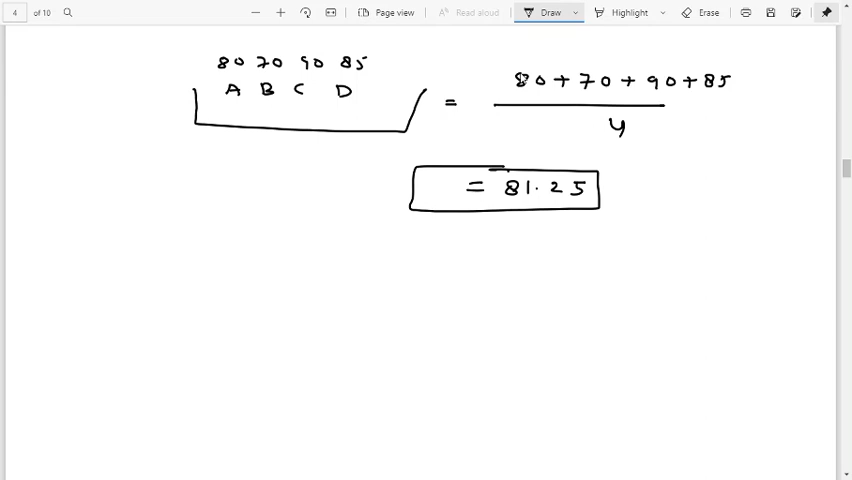 4 of 10 Page view Read aloud Draw Highlight Erase
80 70 90 85
A B C D = 80+70+90+85
4
= 81.25